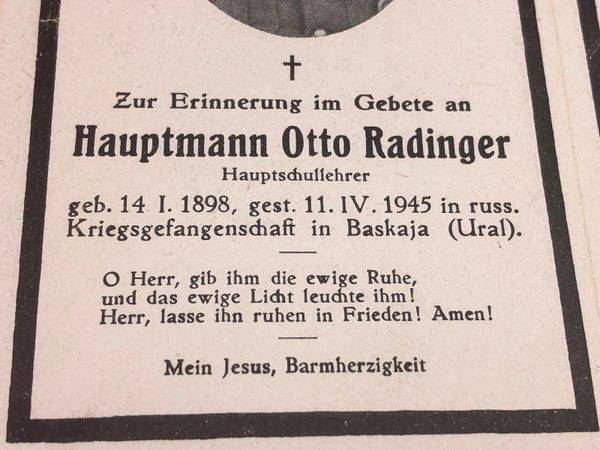 Zur Erinnerung im Gebete an
Hauptmann Otto Radinger
Hauptschullehrer
geb. 14 I. 1898, gest. 11. IV. 1945 in russ.
Kriegsgefangenschaft in Baskaja (Ural).
O Herr, gib ihm die ewige Ruhe,
und das ewige Licht leuchte ihm!
Herr, lasse ihn ruhen in Frieden! Amen!
Mein Jesus, Barmherzigkeit